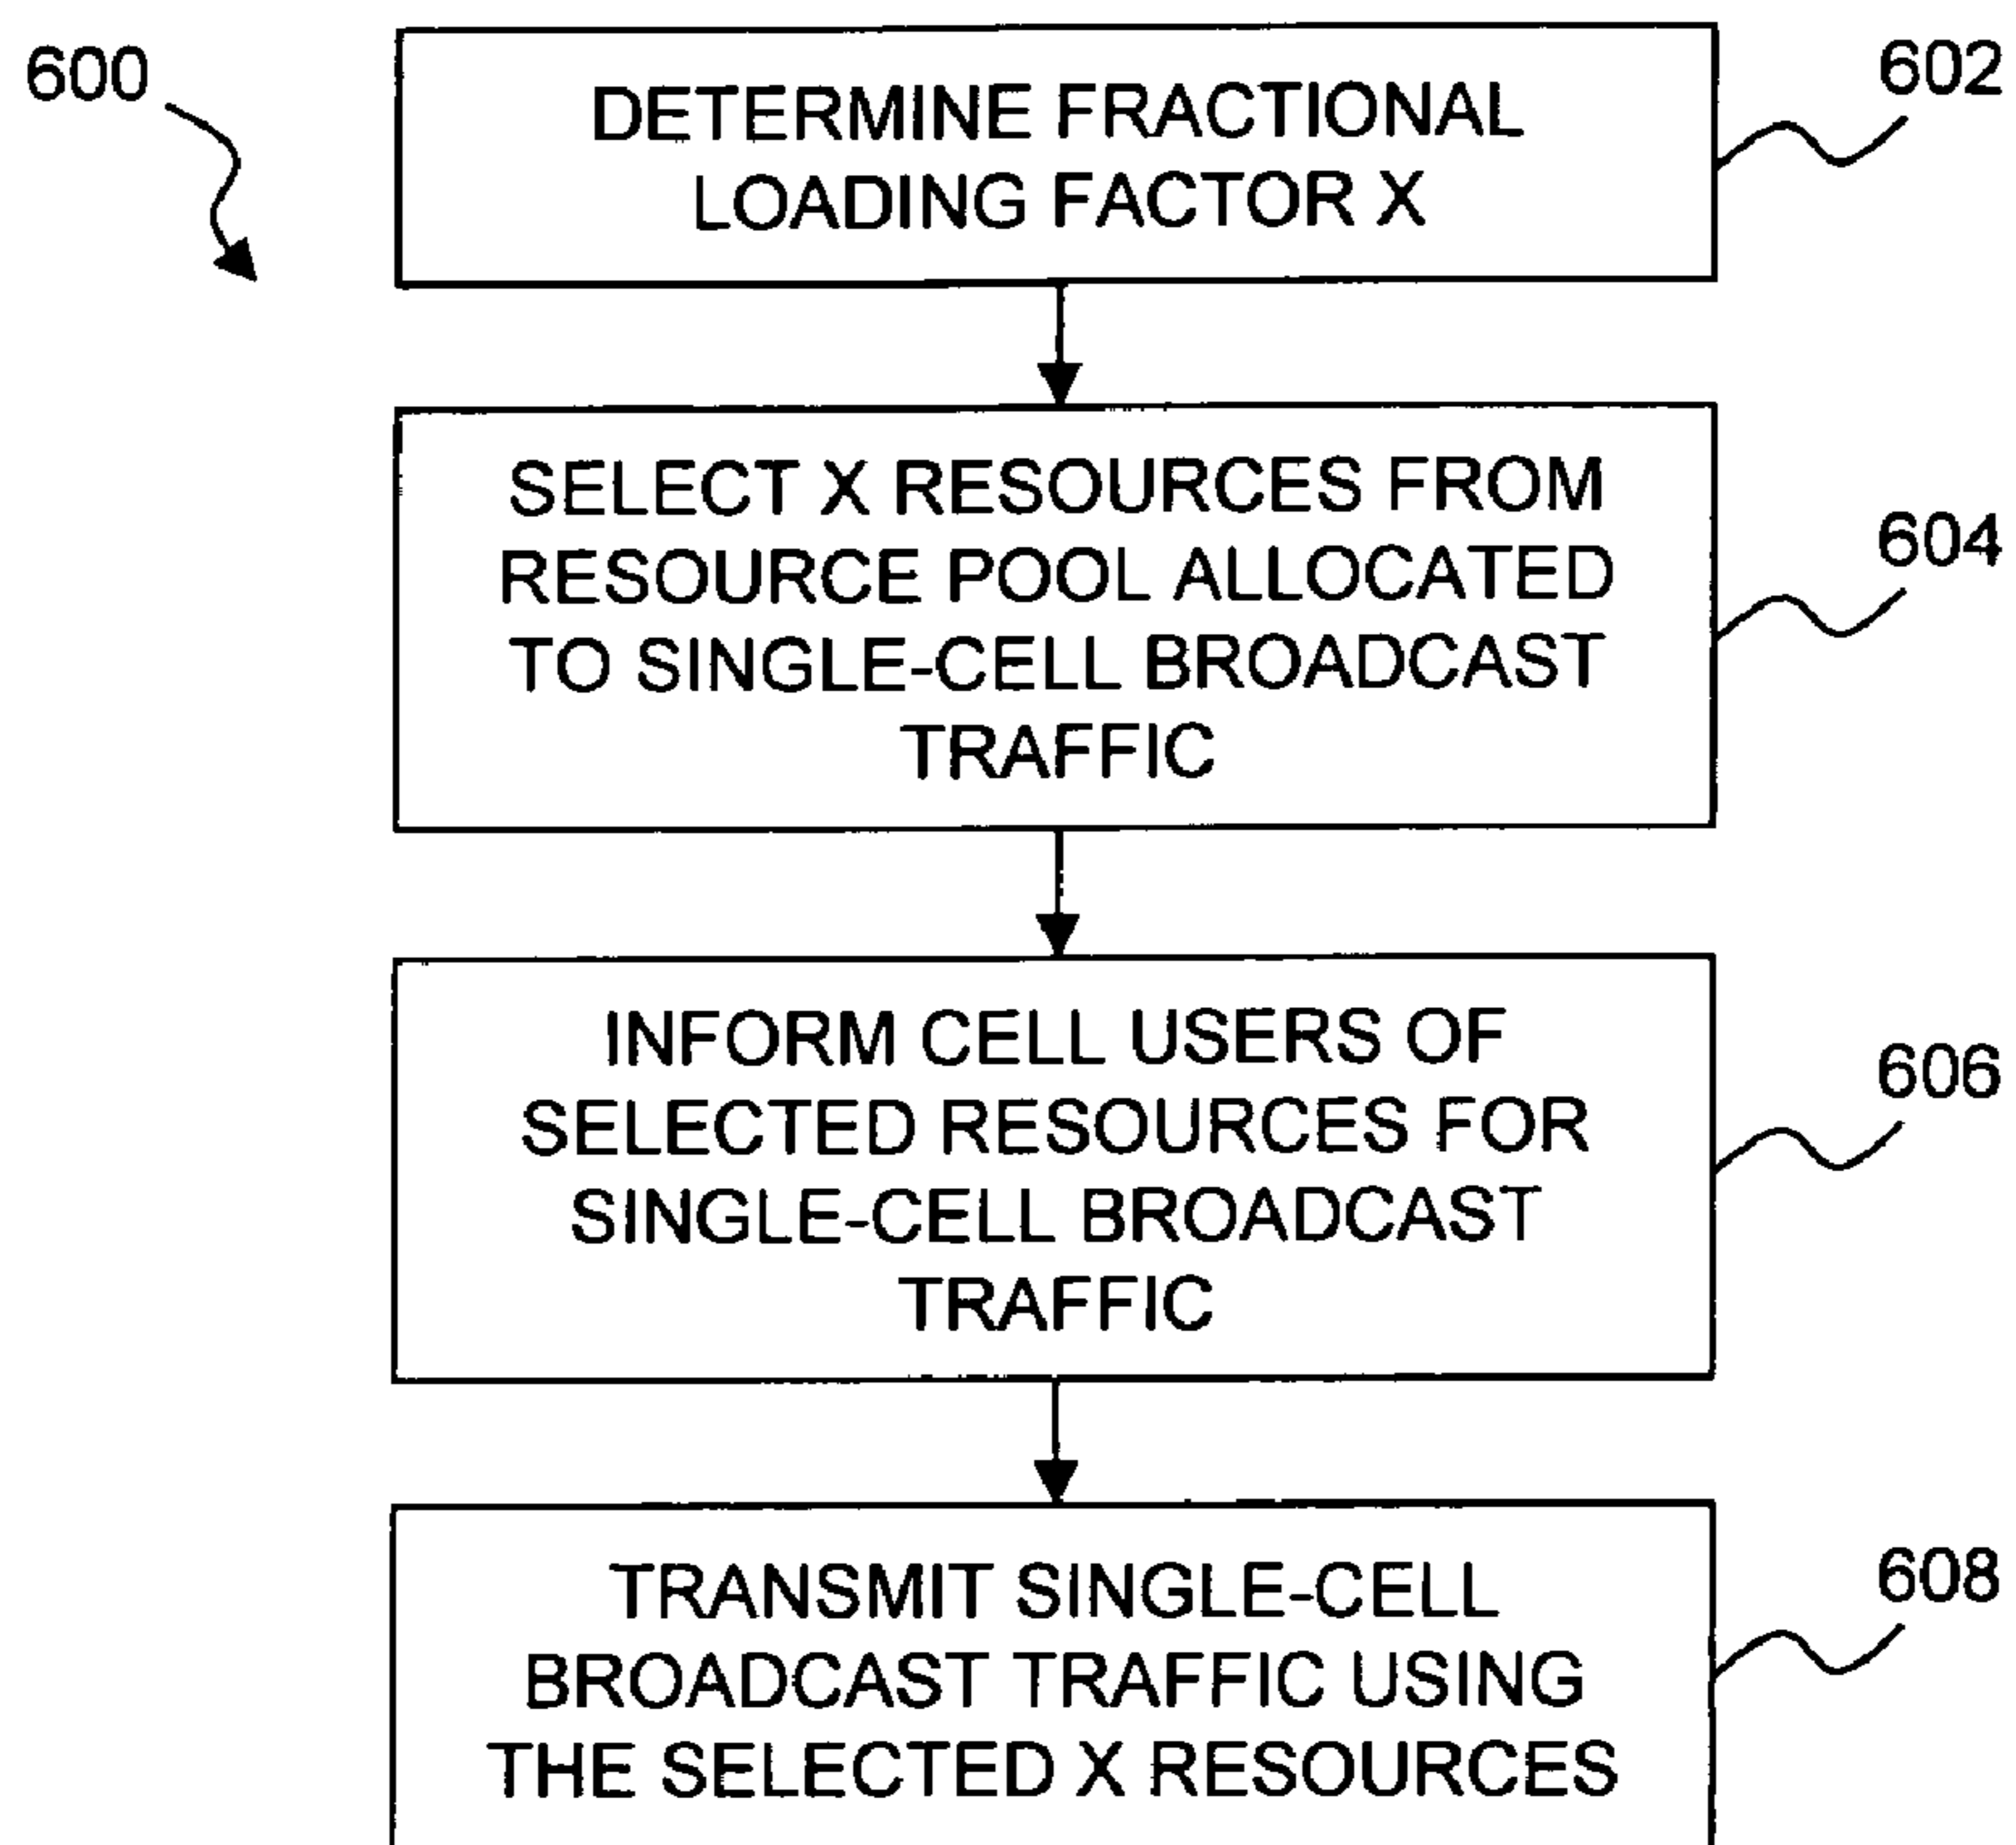 600
DETERMINE FRACTIONAL
LOADING FACTOR X
602
SELECT X RESOURCES FROM
RESOURCE POOL ALLOCATED
TO SINGLE-CELL BROADCAST
TRAFFIC
604
INFORM CELL USERS OF
SELECTED RESOURCES FOR
SINGLE-CELL BROADCAST
TRAFFIC
606
TRANSMIT SINGLE-CELL
BROADCAST TRAFFIC USING
THE SELECTED X RESOURCES
608